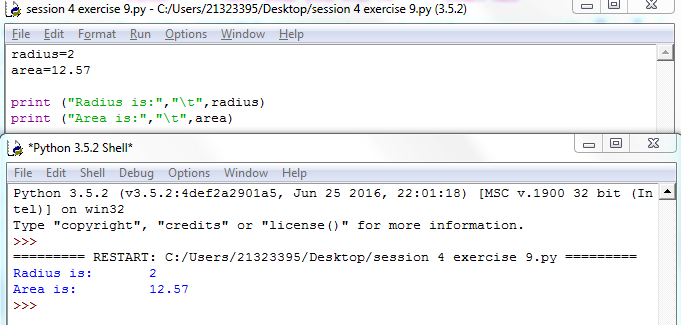 session 4 exercise 9.py - C:/Users/21323395/Desktop/session 4 exercise 9.py (3.5.2)
File Edit Format Run Options Window Help
radius=2
area=12.57
print ("Radius is:","\t",radius)
print ("Area is:","\t",area)
*Python 3.5.2 Shell*
File Edit Shell Debug Options Window Help
Python 3.5.2 (v3.5.2:4def2a2901a5, Jun 25 2016, 22:01:18) [MSC v.1900 32 bit (In
tel)] on win32
Type "copyright", "credits" or "license()" for more information.
>>>
========= RESTART: C:/Users/21323395/Desktop/session 4 exercise 9.py =========
Radius is: 2
Area is: 12.57
>>>